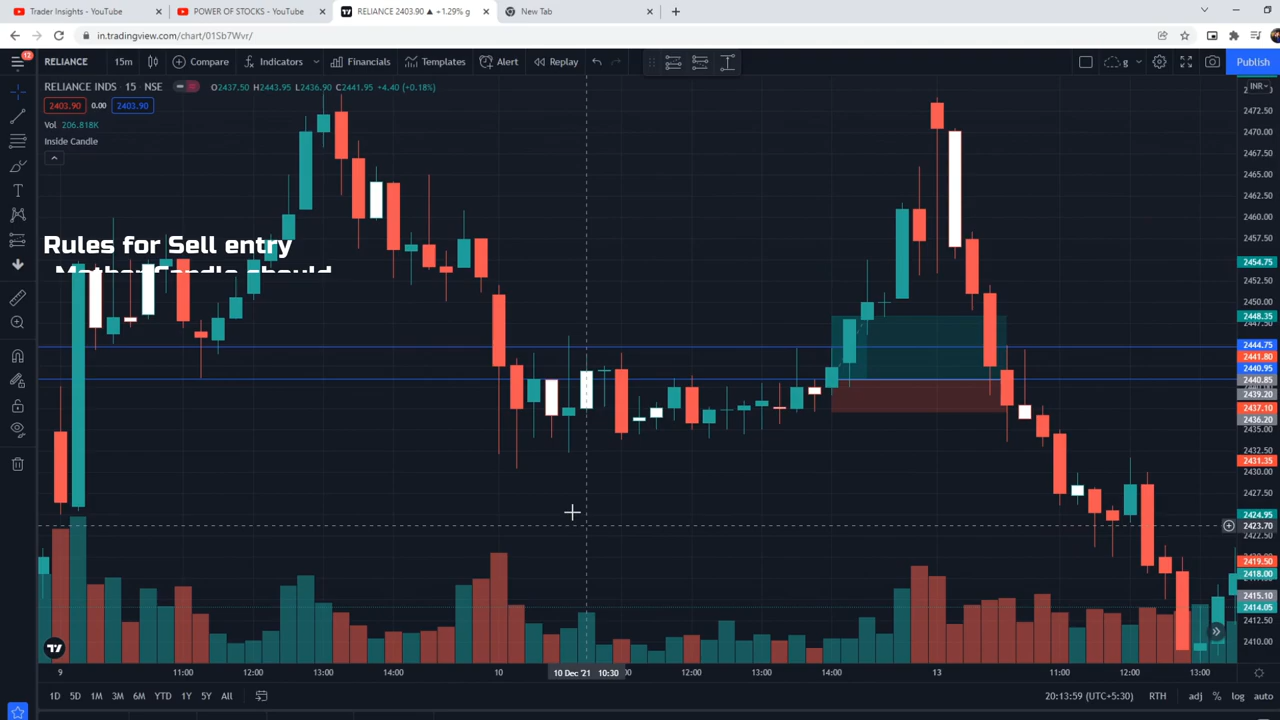 Trader Insights - YouTube
POWER OF STOCKS - YouTube
RELIANCE 2403.90 ▲ +1.29%
New Tab
in.tradingview.com/chart/01Sb7Wvr/
12
RELIANCE 15m Compare Indicators Financials Templates Alert Replay g Publish
RELIANCE INDS · 15 · NSE O2437.50 H2443.95 L2436.90 C2441.95 +4.40 (+0.18%)
2403.90 0.00 2403.90
Vol 206.818K
Inside Candle
Rules for Sell entry
Mother Candle should
INR
2472.50
2470.00
2467.50
2465.00
2462.50
2460.00
2457.50
2454.75
2452.50
2450.00
2448.35
2444.75
2441.80
2440.95
2440.85
2439.20
2437.10
2436.20
2435.00
2431.35
2430.00
2427.50
2424.95
2423.70
2422.50
2419.50
2418.00
2415.10
2414.05
2410.00
9 11:00 12:00 13:00 14:00 10 10 Dec '21 10:30 12:00 13:00 14:00 13 11:00 12:00 13:00
1D 5D 1M 3M 6M YTD 1Y 5Y All
20:13:59 (UTC+5:30) RTH adj % log auto